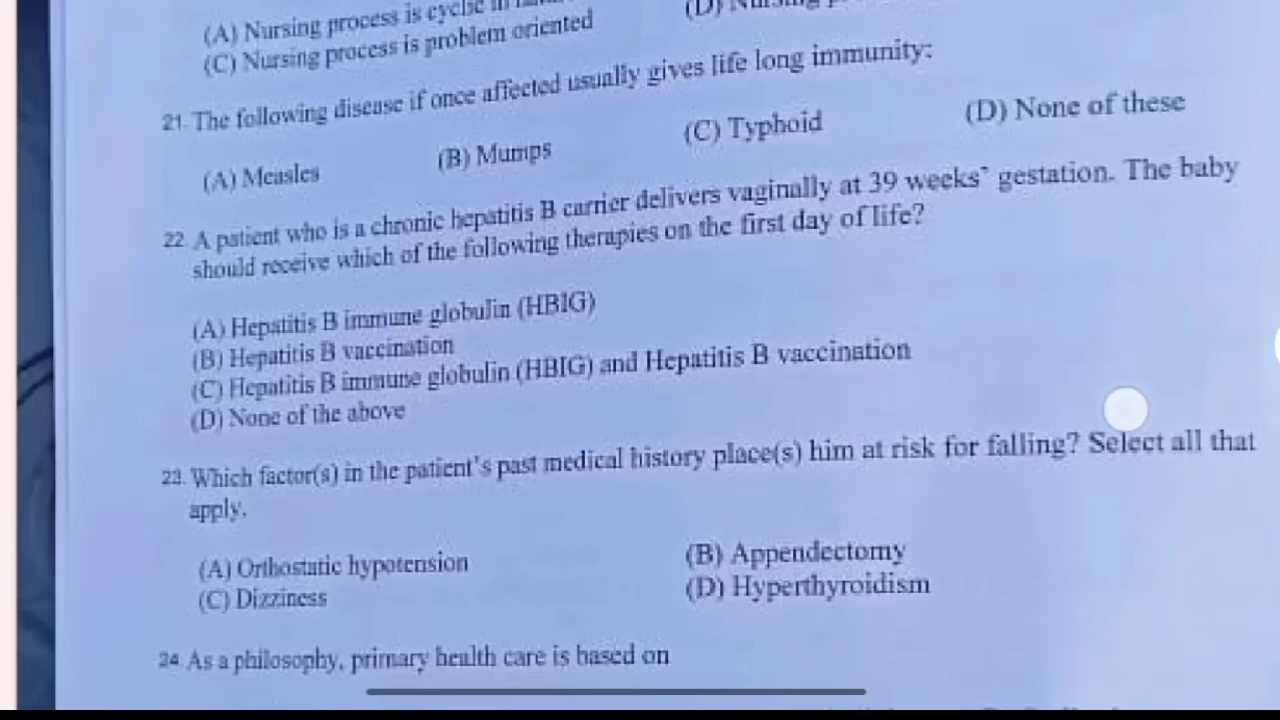 (A) Nursing process is cyclic in
(C) Nursing process is problem oriented
21. The following disease if once affected usually gives life long immunity:
(A) Measles (B) Mumps (C) Typhoid (D) None of these
22 A patient who is a chronic hepatitis B carrier delivers vaginally at 39 weeks` gestation. The baby
should receive which of the following therapies on the first day of life?
(A) Hepatitis B immune globulin (HBIG)
(B) Hepatitis B vaccination
(C) Hepatitis B immune globulin (HBIG) and Hepatitis B vaccination
(D) None of the above
23. Which factor(s) in the patient's past medical history place(s) him at risk for falling? Select all that
apply.
(A) Orthostatic hypotension (B) Appendectomy
(C) Dizziness (D) Hyperthyroidism
24 As a philosophy, primary health care is based on